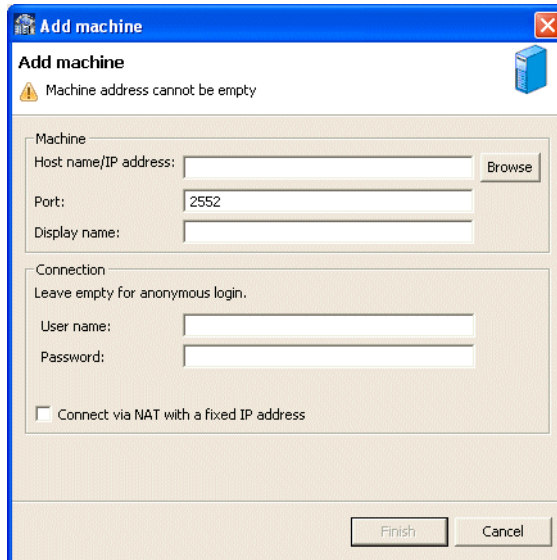 Add machine
Add machine
Machine address cannot be empty
Machine
Host name/IP address:
Browse
Port:
2552
Display name:
Connection
Leave empty for anonymous login.
User name:
Password:
Connect via NAT with a fixed IP address
Finish
Cancel